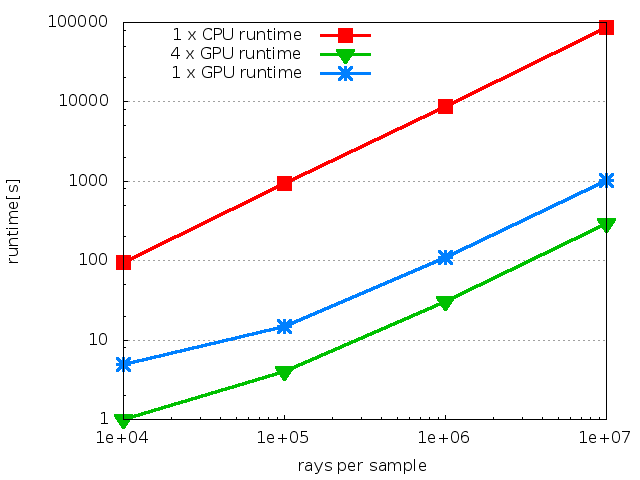 100000
10000
1000
100
10
1
runtime[s]
1 x CPU runtime
4 x GPU runtime
1 x GPU runtime
1e+04 1e+05 1e+06 1e+07
rays per sample